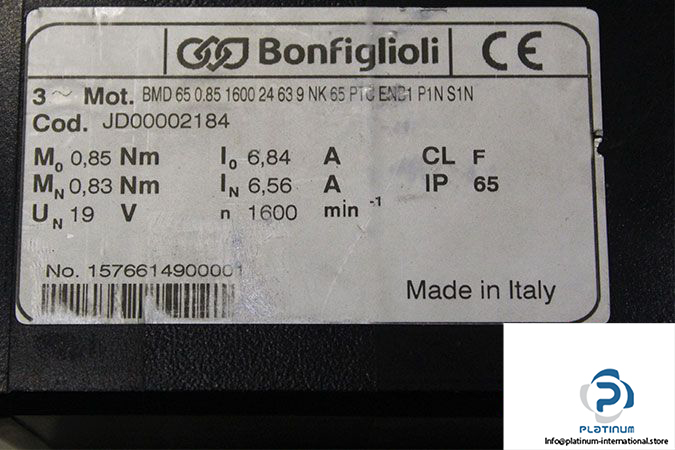 Bonfiglioli CE
3 ~ Mot. BMD 65 0.85 1600 24 63 9 NK 65 PTC ENB1 P1N S1N
Cod. JD00002184
M0 0,85 Nm I0 6,84 A CL F
MN 0,83 Nm IN 6,56 A IP 65
UN 19 V n 1600 min -1
No. 1576614900001
Made in Italy
PLATINUM
Info@platinum-international.store